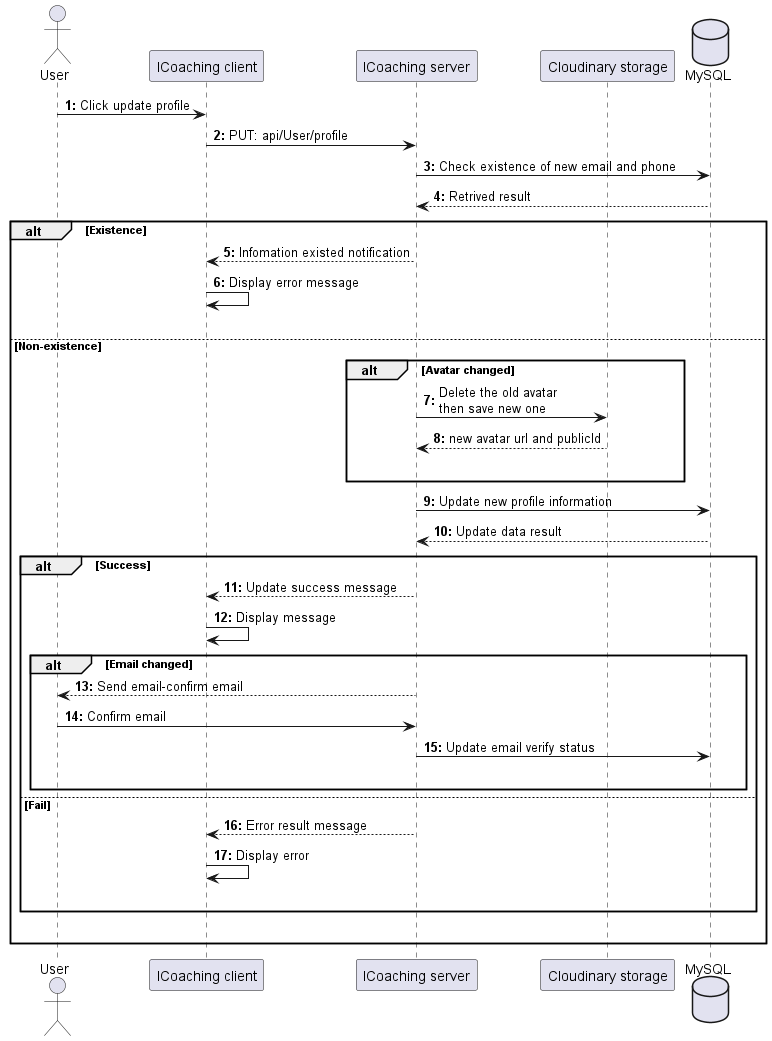 User
ICoaching client
ICoaching server
Cloudinary storage
MySQL
1: Click update profile
2: PUT: api/User/profile
3: Check existence of new email and phone
4: Retrived result
alt [Existence]
5: Infomation existed notification
6: Display error message
[Non-existence]
alt [Avatar changed]
7: Delete the old avatar
then save new one
8: new avatar url and publicId
9: Update new profile information
10: Update data result
alt [Success]
11: Update success message
12: Display message
alt [Email changed]
13: Send email-confirm email
14: Confirm email
15: Update email verify status
[Fail]
16: Error result message
17: Display error
User
ICoaching client
ICoaching server
Cloudinary storage
MySQL